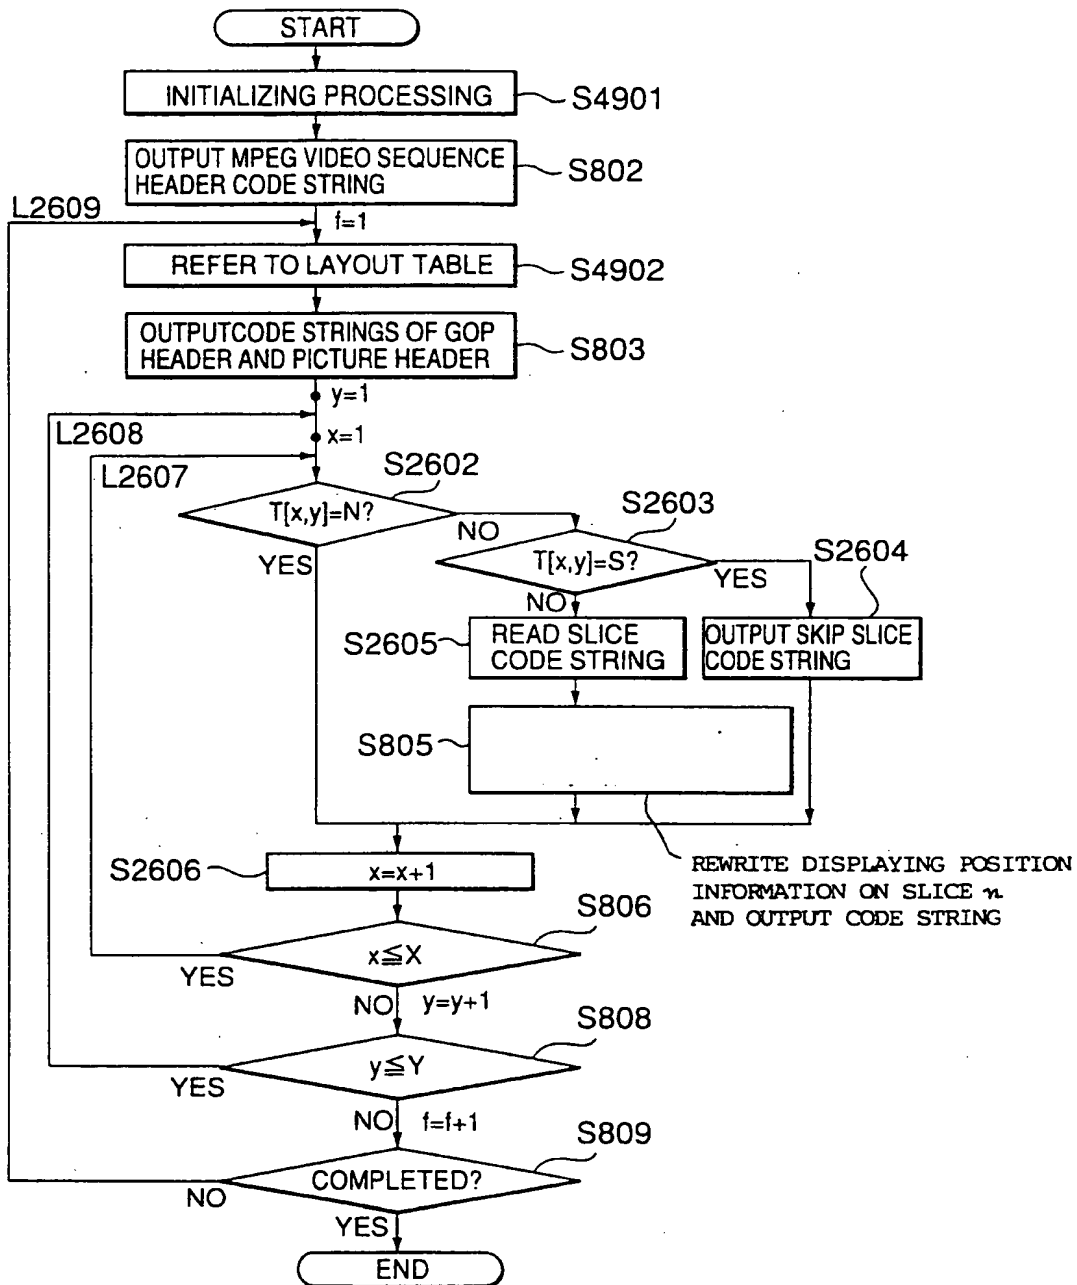 START
INITIALIZING PROCESSING
S4901
OUTPUT MPEG VIDEO SEQUENCE
HEADER CODE STRING
S802
L2609
f=1
REFER TO LAYOUT TABLE
S4902
OUTPUTCODE STRINGS OF GOP
HEADER AND PICTURE HEADER
S803
y=1
L2608
x=1
L2607
S2602
T[x,y]=N?
NO
YES
S2603
T[x,y]=S?
YES
NO
S2604
S2605
READ SLICE
CODE STRING
OUTPUT SKIP SLICE
CODE STRING
S805
REWRITE DISPLAYING POSITION
INFORMATION ON SLICE n
AND OUTPUT CODE STRING
S2606
x=x+1
S806
x≦X
YES
NO
y=y+1
S808
y≦Y
YES
NO
f=f+1
S809
COMPLETED?
NO
YES
END